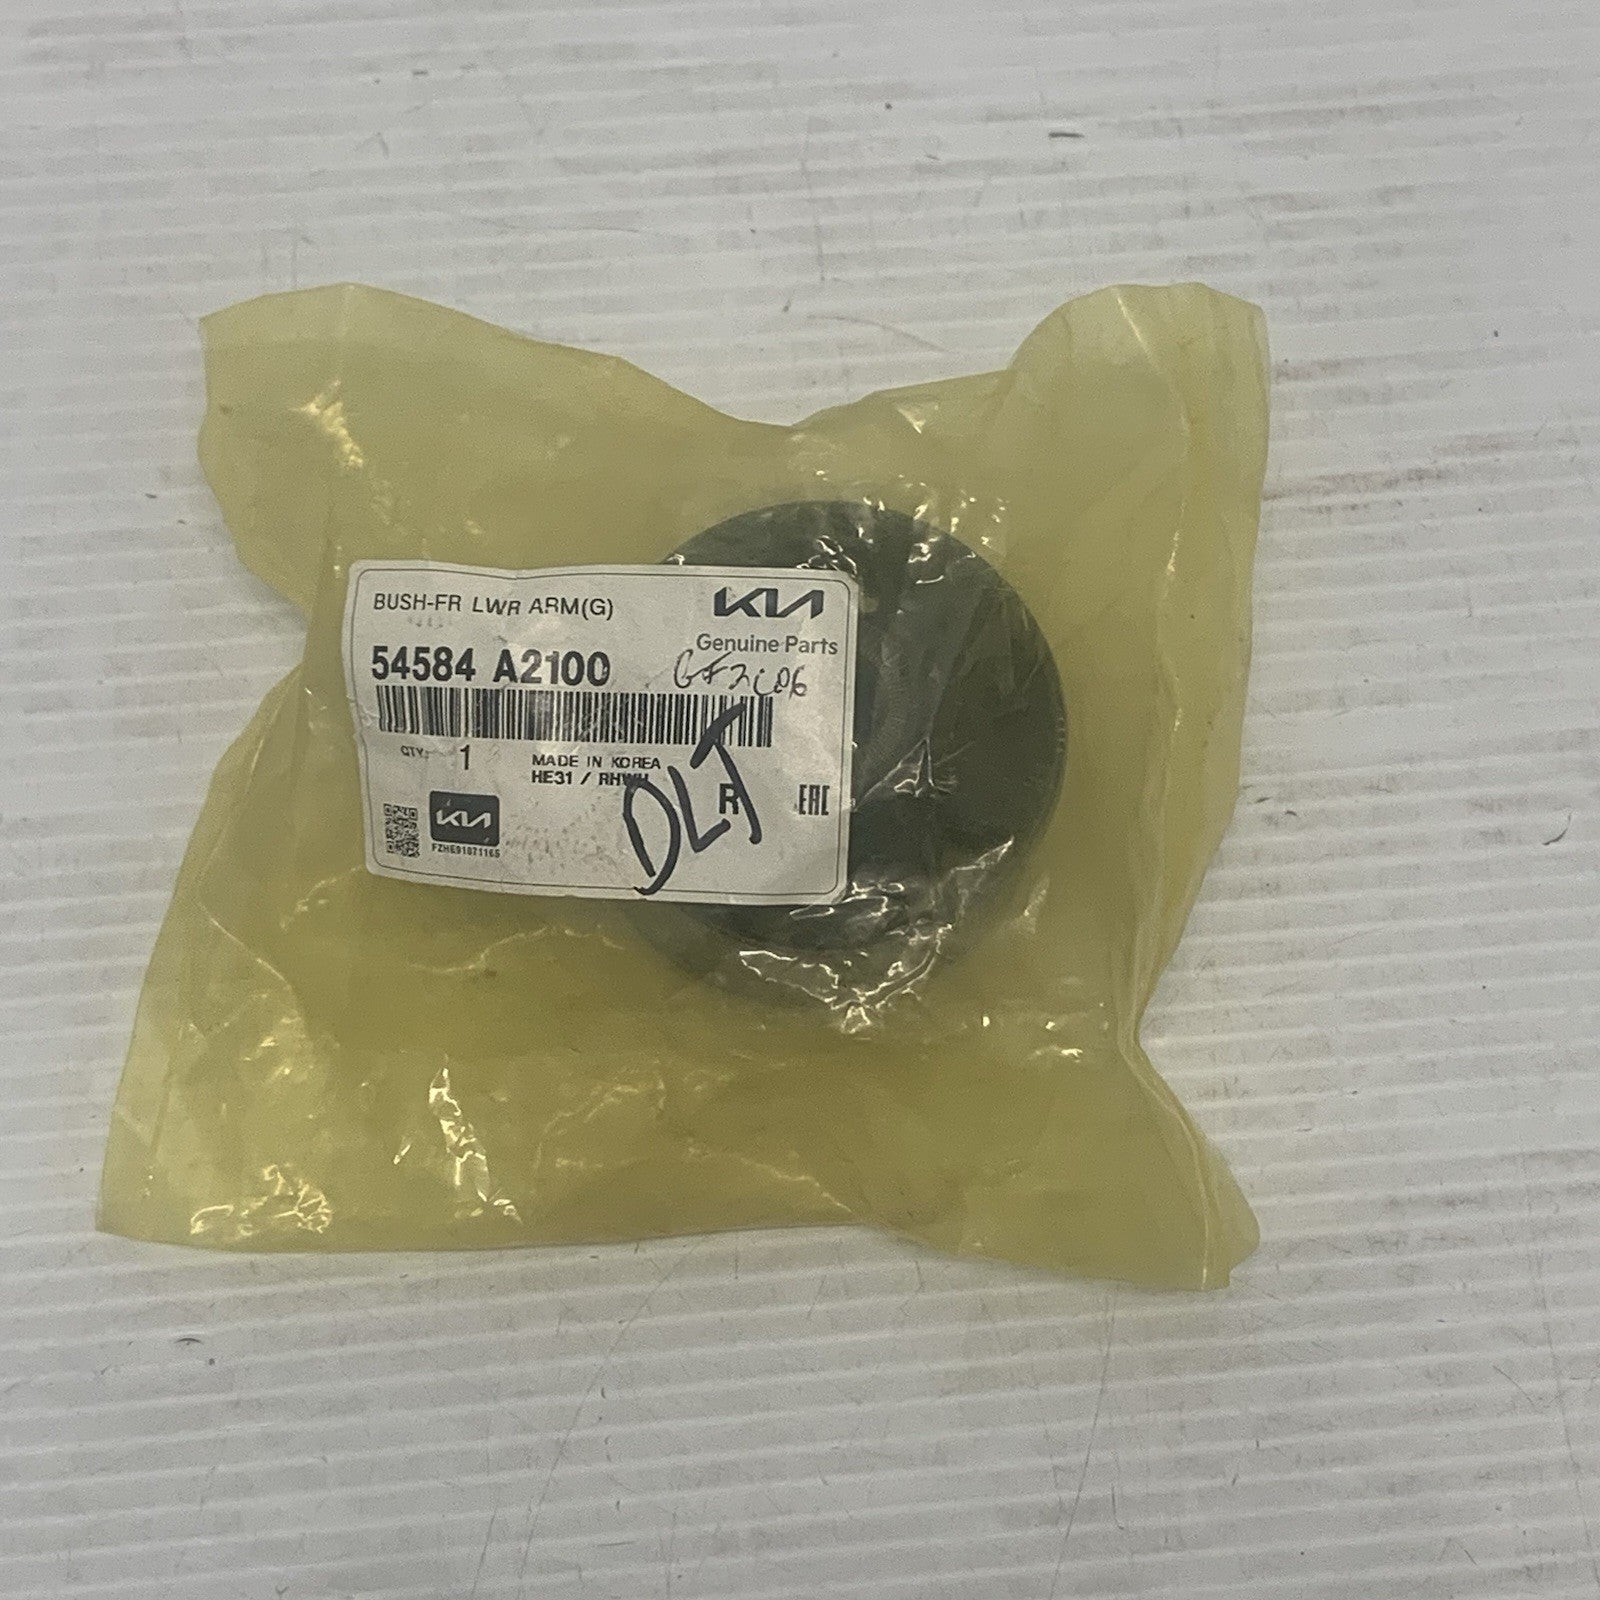 BUSH-FR LWR ARM(G)
KIA
Genuine Parts
54584 A2100
QTY: 1
MADE IN KOREA
HE31 / RHWH
DLT
R
EAC
KIA
FZHE91071165